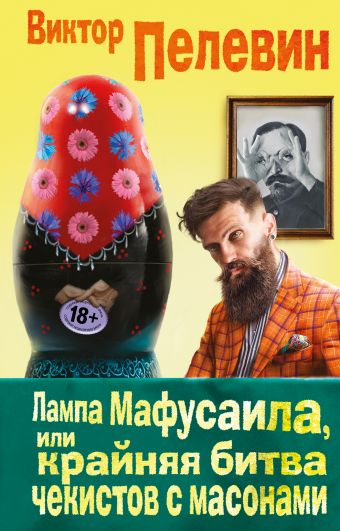 Виктор Пелевин
18+
Лампа Мафусаила,
или
крайняя битва
чекистов с масонами